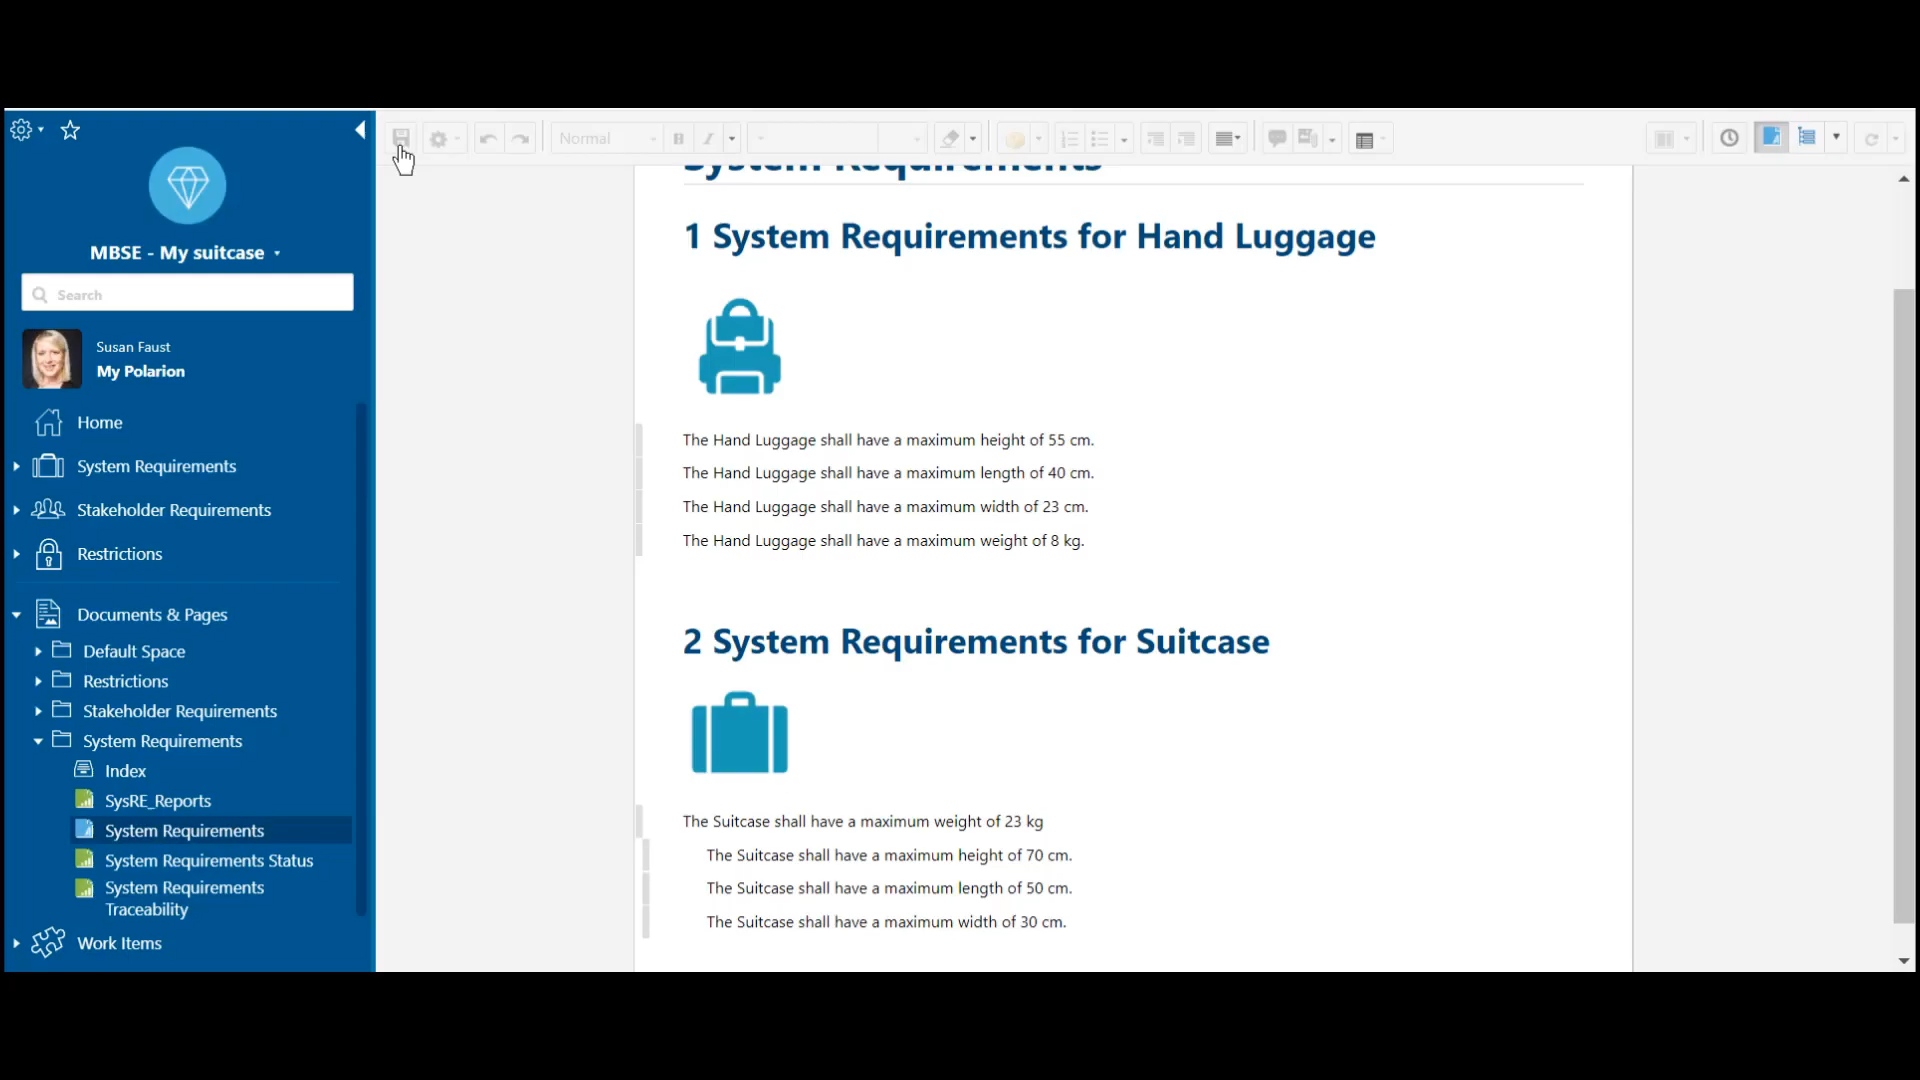 MBSE - My suitcase
Search
Susan Faust
My Polarion
Home
System Requirements
Stakeholder Requirements
Restrictions
Documents & Pages
Default Space
Restrictions
Stakeholder Requirements
System Requirements
Index
SysRE_Reports
System Requirements
System Requirements Status
System Requirements
Traceability
Work Items
Normal
B
I
System Requirements
1 System Requirements for Hand Luggage
The Hand Luggage shall have a maximum height of 55 cm.
The Hand Luggage shall have a maximum length of 40 cm.
The Hand Luggage shall have a maximum width of 23 cm.
The Hand Luggage shall have a maximum weight of 8 kg.
2 System Requirements for Suitcase
The Suitcase shall have a maximum weight of 23 kg
The Suitcase shall have a maximum height of 70 cm.
The Suitcase shall have a maximum length of 50 cm.
The Suitcase shall have a maximum width of 30 cm.